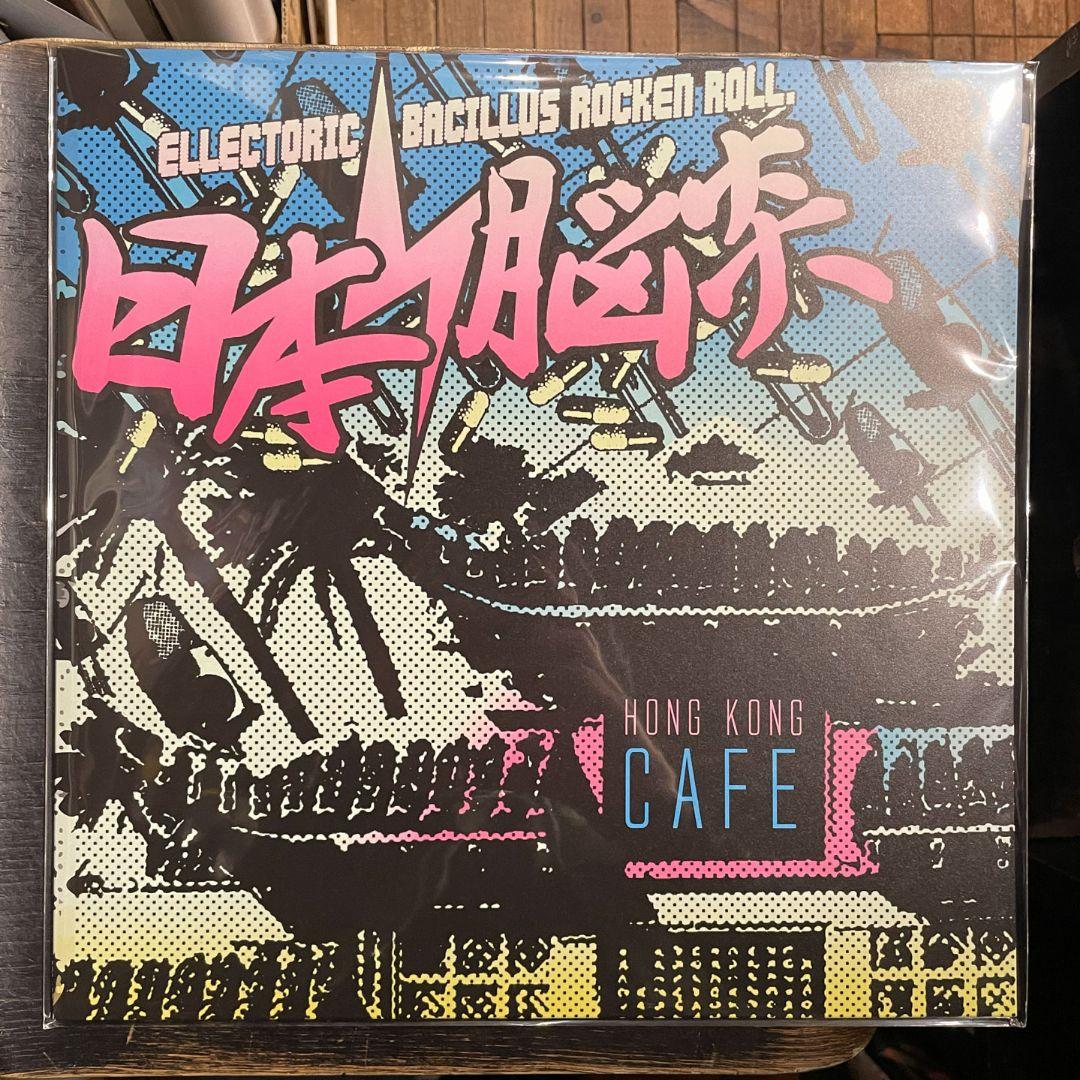 ELLECTORIC BACILLUS ROCKEN ROLL.
日本脳炎
HONG KONG
CAFE